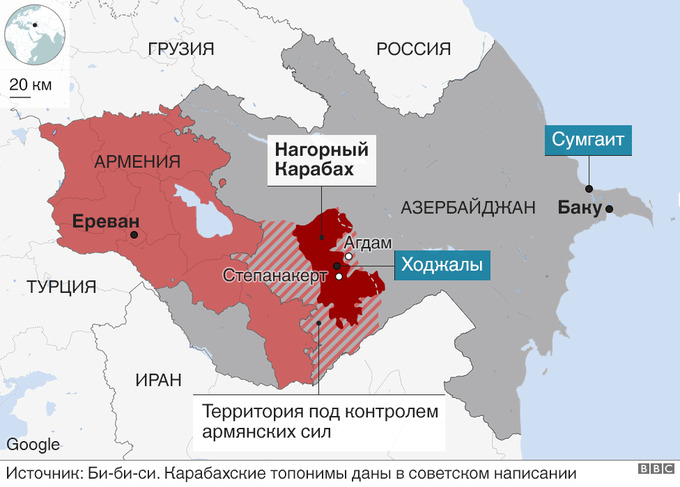 ГРУЗИЯ
РОССИЯ
20 км
Сумгаит
Нагорный
Карабах
АРМЕНИЯ
АЗЕРБАЙДЖАН
Баку
Ереван
Агдам
Ходжалы
Степанакерт
ТУРЦИЯ
ИРАН
Территория под контролем
армянских сил
Google
Источник: Би-би-си. Карабахские топонимы даны в советском написании
BBC